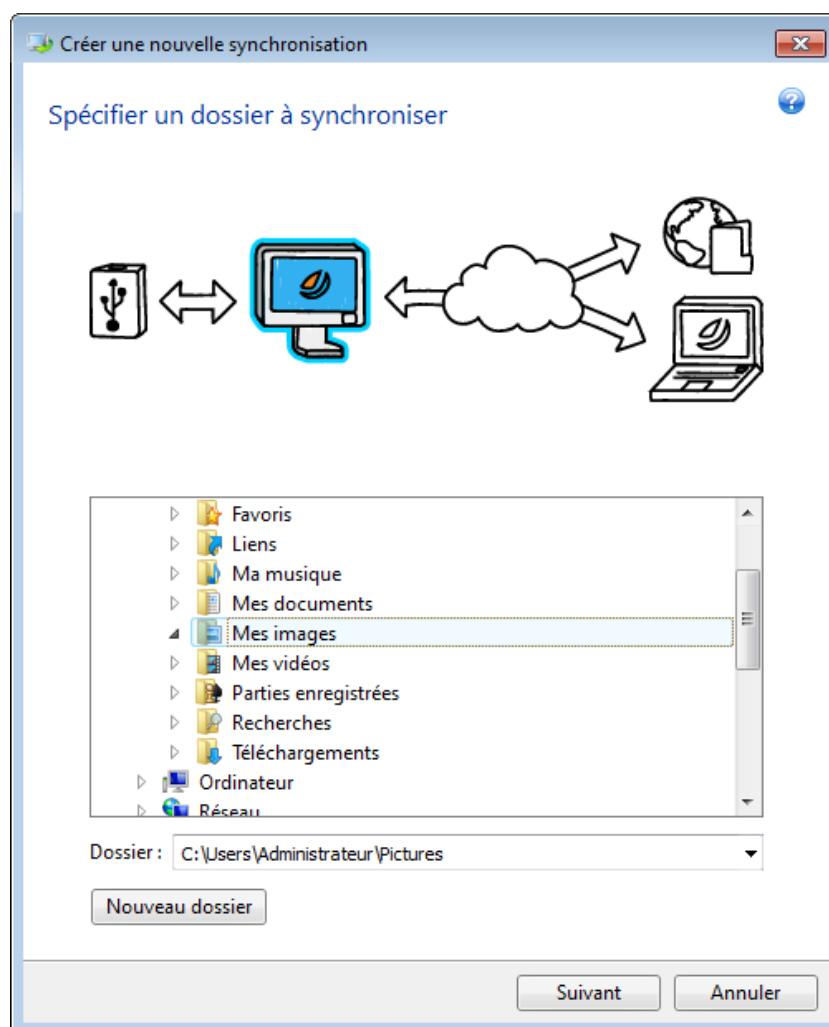 Créer une nouvelle synchronisation
Spécifier un dossier à synchroniser
Favoris
Liens
Ma musique
Mes documents
Mes images
Mes vidéos
Parties enregistrées
Recherches
Téléchargements
Ordinateur
Réseau
Dossier : C:\Users\Administrateur\Pictures
Nouveau dossier
Suivant Annuler